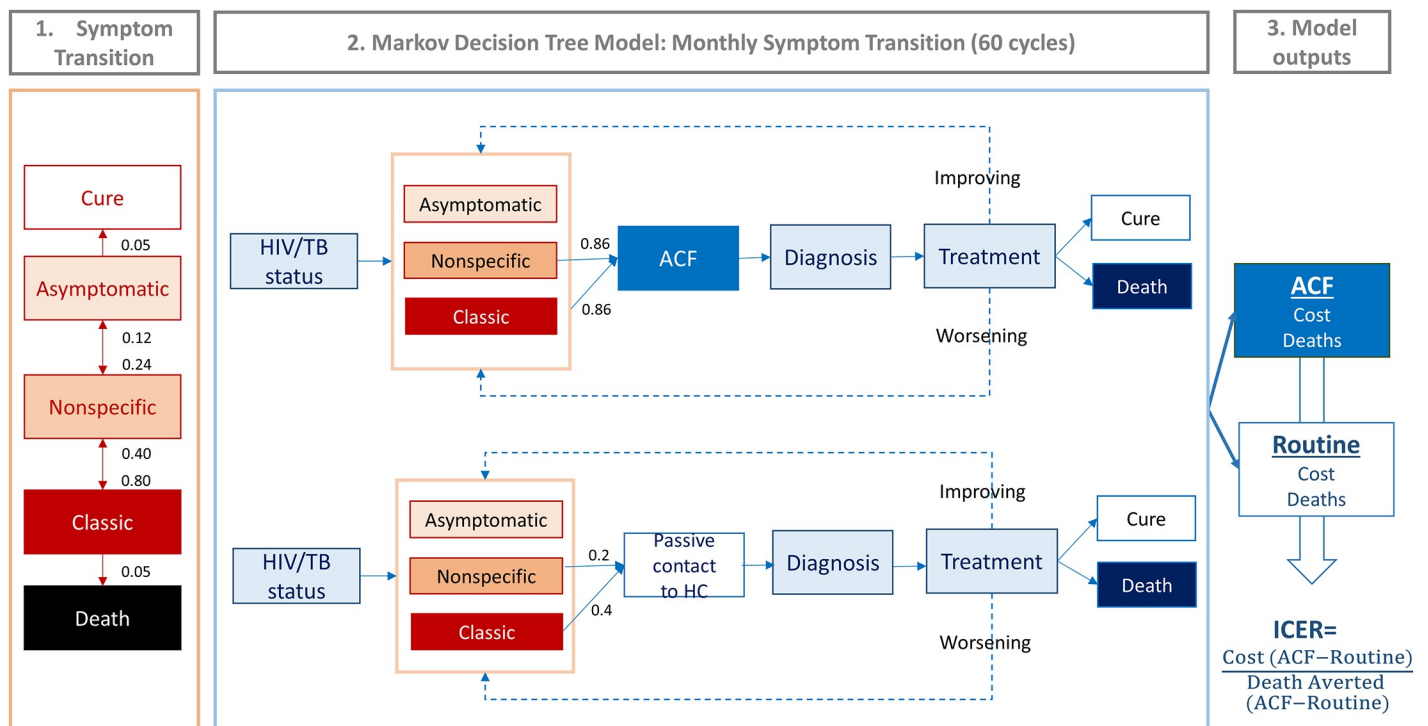 1. Symptom
Transition
2. Markov Decision Tree Model: Monthly Symptom Transition (60 cycles)
3. Model
outputs
Cure
0.05
Asymptomatic
0.12
0.24
Nonspecific
0.40
0.80
Classic
0.05
Death
HIV/TB
status
Asymptomatic
Nonspecific
Classic
0.86
0.86
ACF
Diagnosis
Improving
Treatment
Worsening
Cure
Death
HIV/TB
status
Asymptomatic
Nonspecific
Classic
0.2
0.4
Passive
contact
to HC
Diagnosis
Improving
Treatment
Worsening
Cure
Death
ACF
Cost
Deaths
Routine
Cost
Deaths
ICER=
Cost (ACF−Routine)
Death Averted
(ACF−Routine)